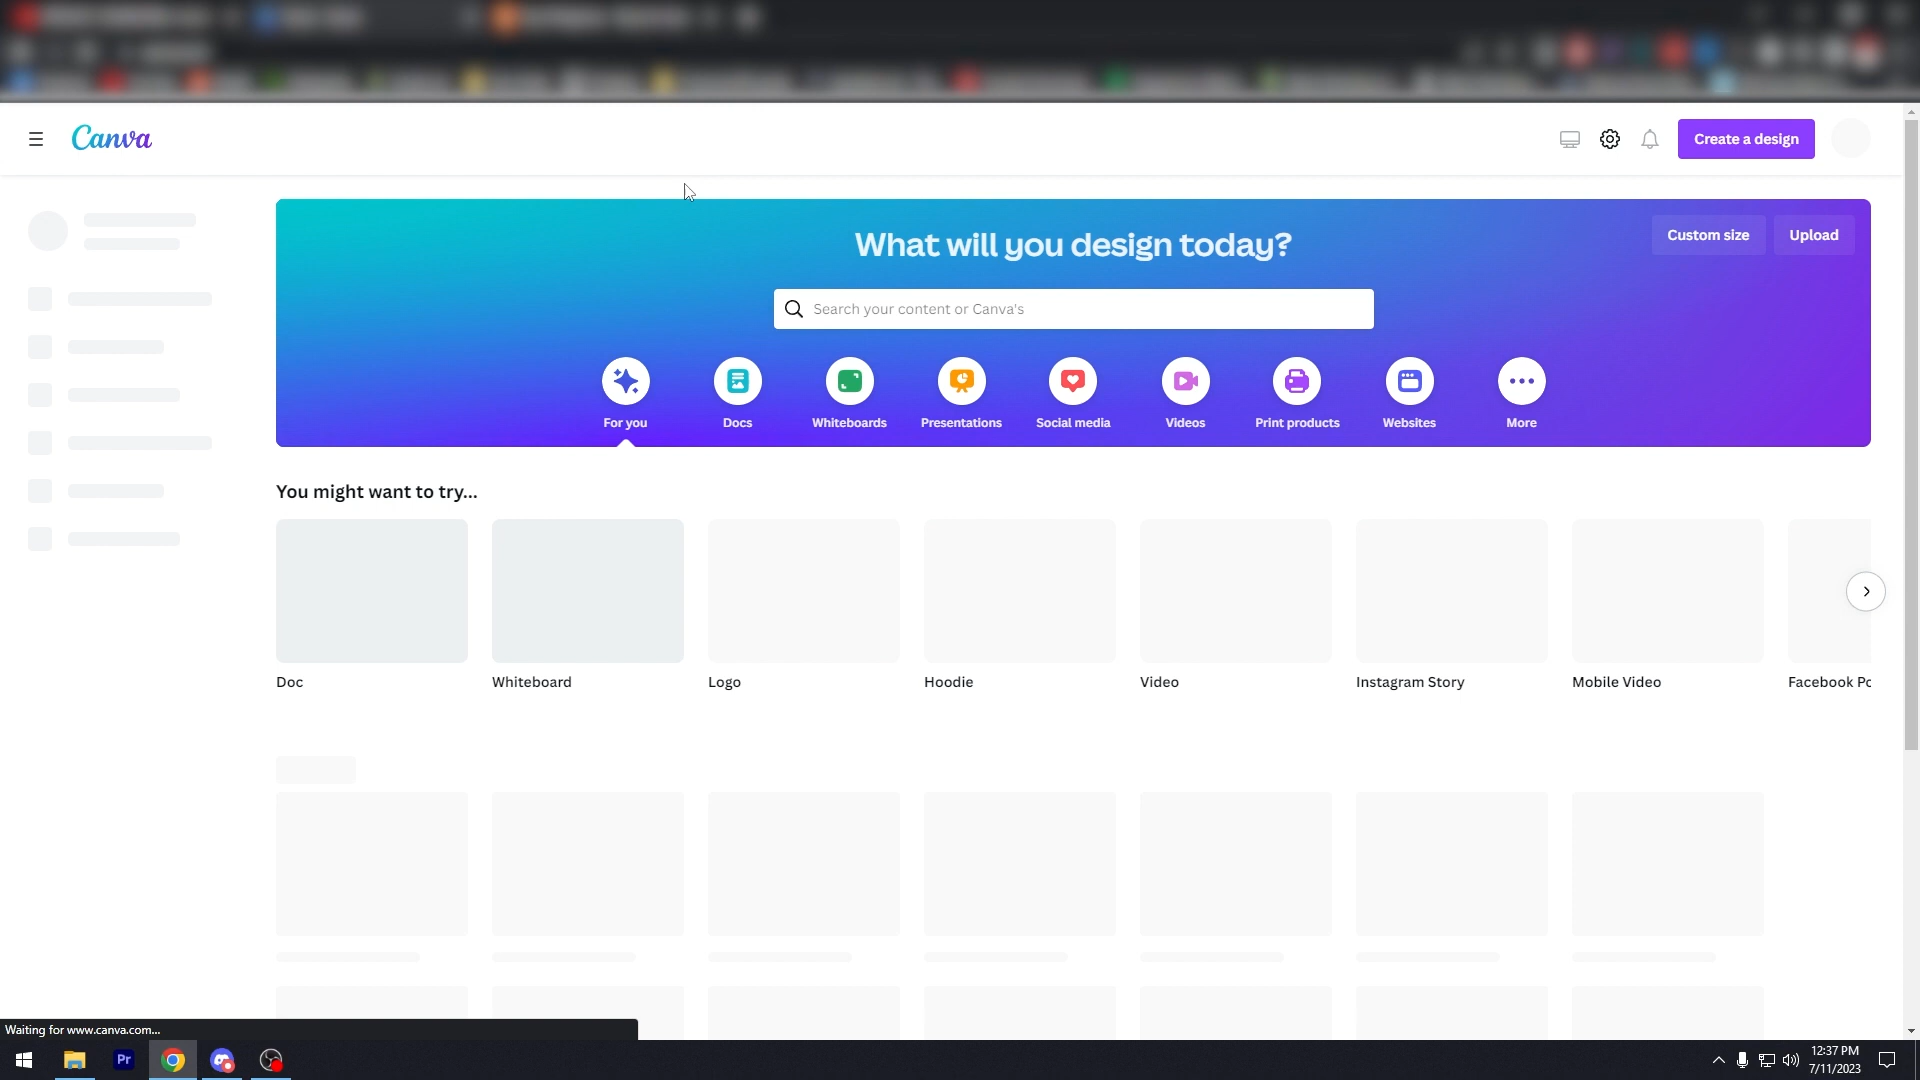 Canva
Create a design
What will you design today?
Custom size
Upload
Search your content or Canva's
For you
Docs
Whiteboards
Presentations
Social media
Videos
Print products
Websites
More
You might want to try...
Doc
Whiteboard
Logo
Hoodie
Video
Instagram Story
Mobile Video
Facebook Po
Waiting for www.canva.com...
Pr
12:37 PM
7/11/2023